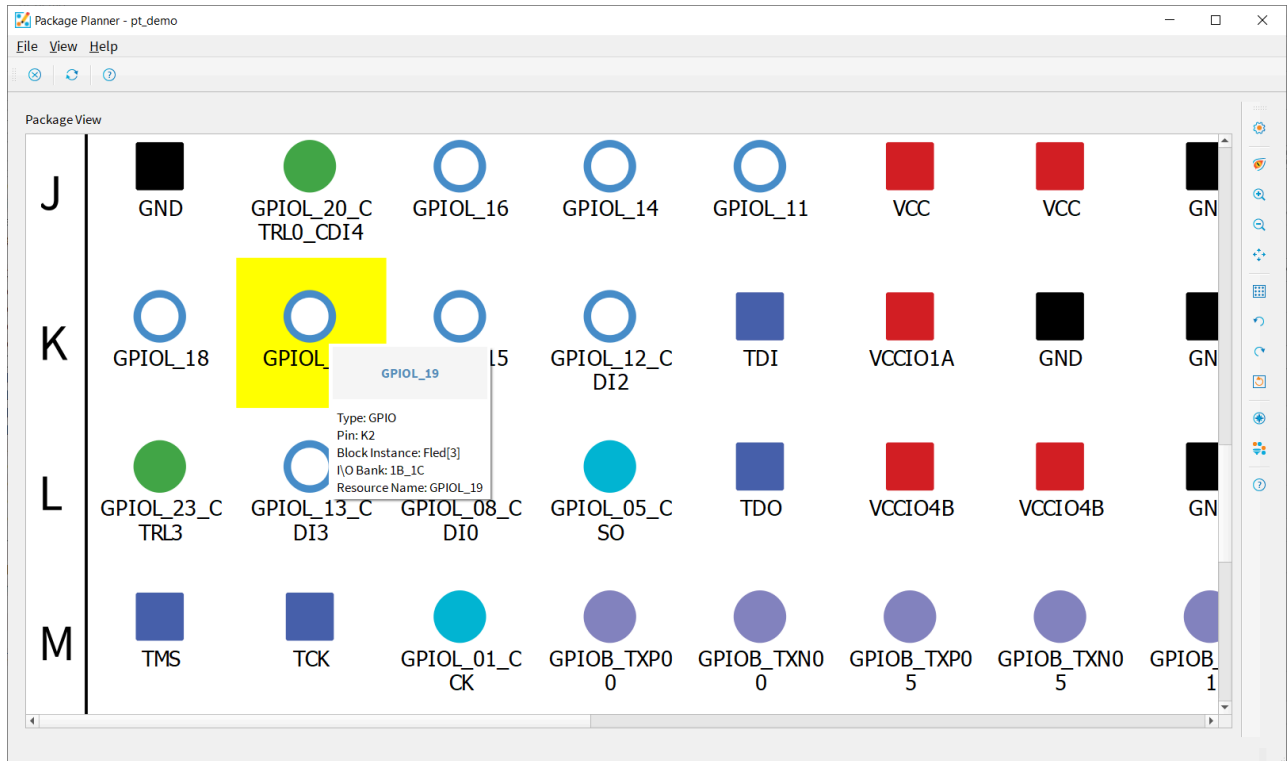 Package Planner - pt_demo
File View Help
Package View
J
GND
GPIOL_20_C
TRL0_CDI4
GPIOL_16
GPIOL_14
GPIOL_11
VCC
VCC
GN
K
GPIOL_18
GPIOL_
15
GPIOL_12_C
DI2
TDI
VCCIO1A
GND
GN
GPIOL_19
Type: GPIO
Pin: K2
Block Instance: Fled[3]
I\O Bank: 1B_1C
Resource Name: GPIOL_19
L
GPIOL_23_C
TRL3
GPIOL_13_C
DI3
GPIOL_08_C
DI0
GPIOL_05_C
SO
TDO
VCCIO4B
VCCIO4B
GN
M
TMS
TCK
GPIOL_01_C
CK
GPIOB_TXP0
0
GPIOB_TXN0
0
GPIOB_TXP0
5
GPIOB_TXN0
5
GPIOB_
1